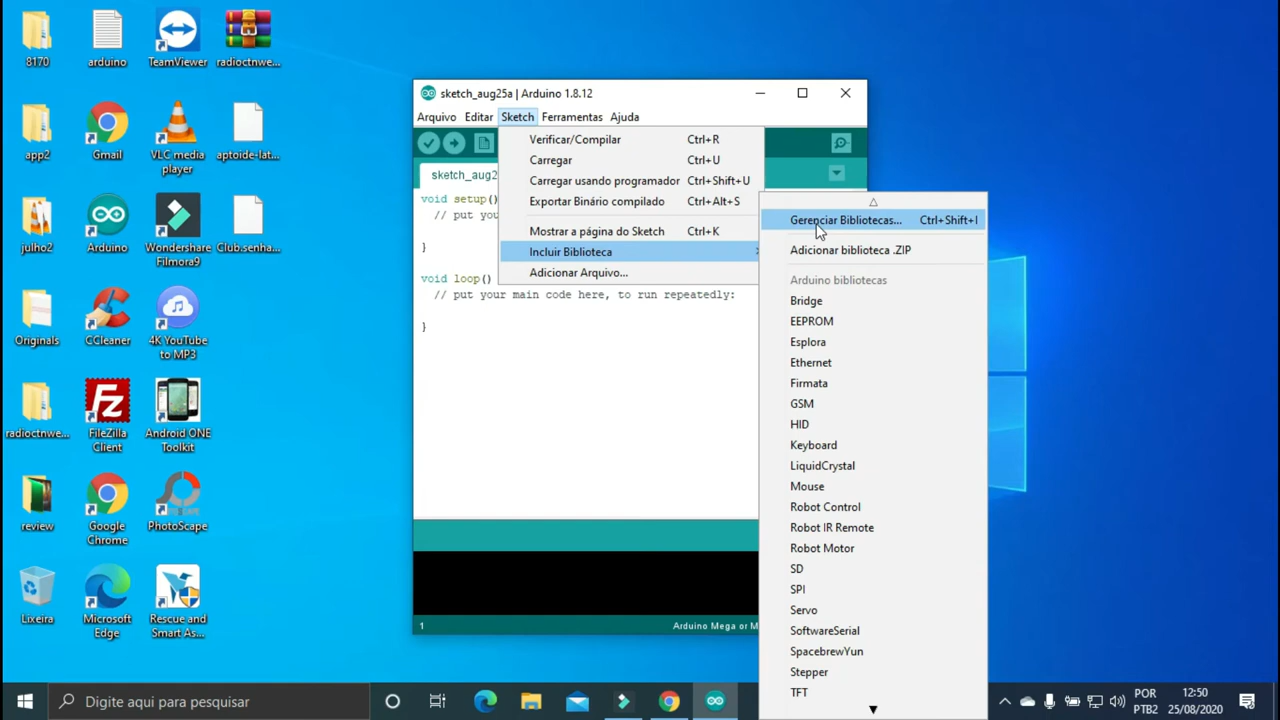 8170
arduino
TeamViewer
radioctnwe...
app2
Gmail
VLC media
player
aptoide-lat...
julho2
Arduino
Wondershare
Filmora9
Club.senha...
Originals
CCleaner
4K YouTube
to MP3
radioctnwe...
FileZilla
Client
Android ONE
Toolkit
review
Google
Chrome
PhotoScape
Lixeira
Microsoft
Edge
Rescue and
Smart As...
sketch_aug25a | Arduino 1.8.12
Arquivo Editar Sketch Ferramentas Ajuda
sketch_aug2
void setup()
// put you
}
void loop()
// put your main code here, to run repeatedly:
}
1
Arduino Mega or M
Verificar/Compilar Ctrl+R
Carregar Ctrl+U
Carregar usando programador Ctrl+Shift+U
Exportar Binário compilado Ctrl+Alt+S
Mostrar a página do Sketch Ctrl+K
Incluir Biblioteca
Adicionar Arquivo...
Gerenciar Bibliotecas... Ctrl+Shift+I
Adicionar biblioteca .ZIP
Arduino bibliotecas
Bridge
EEPROM
Esplora
Ethernet
Firmata
GSM
HID
Keyboard
LiquidCrystal
Mouse
Robot Control
Robot IR Remote
Robot Motor
SD
SPI
Servo
SoftwareSerial
SpacebrewYun
Stepper
TFT
Digite aqui para pesquisar
POR
PTB2
12:50
25/08/2020